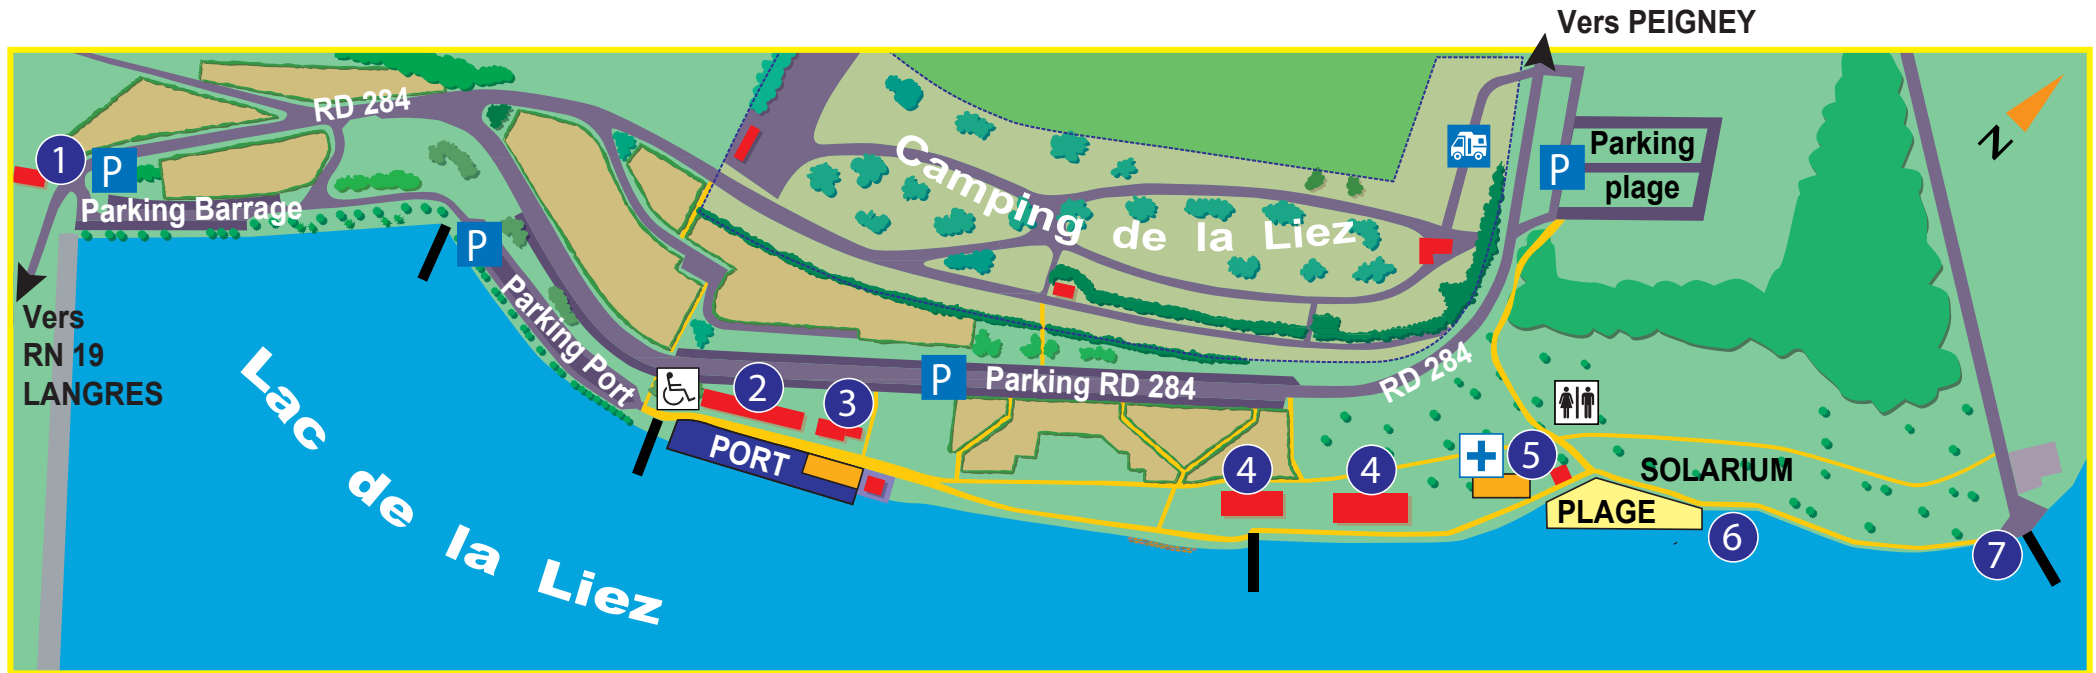 Vers PEIGNEY
RD 284
N
1
P
Parking Barrage
P
Parking Port
Camping de la Liez
P
Parking
plage
Vers
RN 19
LANGRES
Lac de la Liez
2
3
P
Parking RD 284
RD 284
PORT
4
4
5
SOLARIUM
PLAGE
6
7